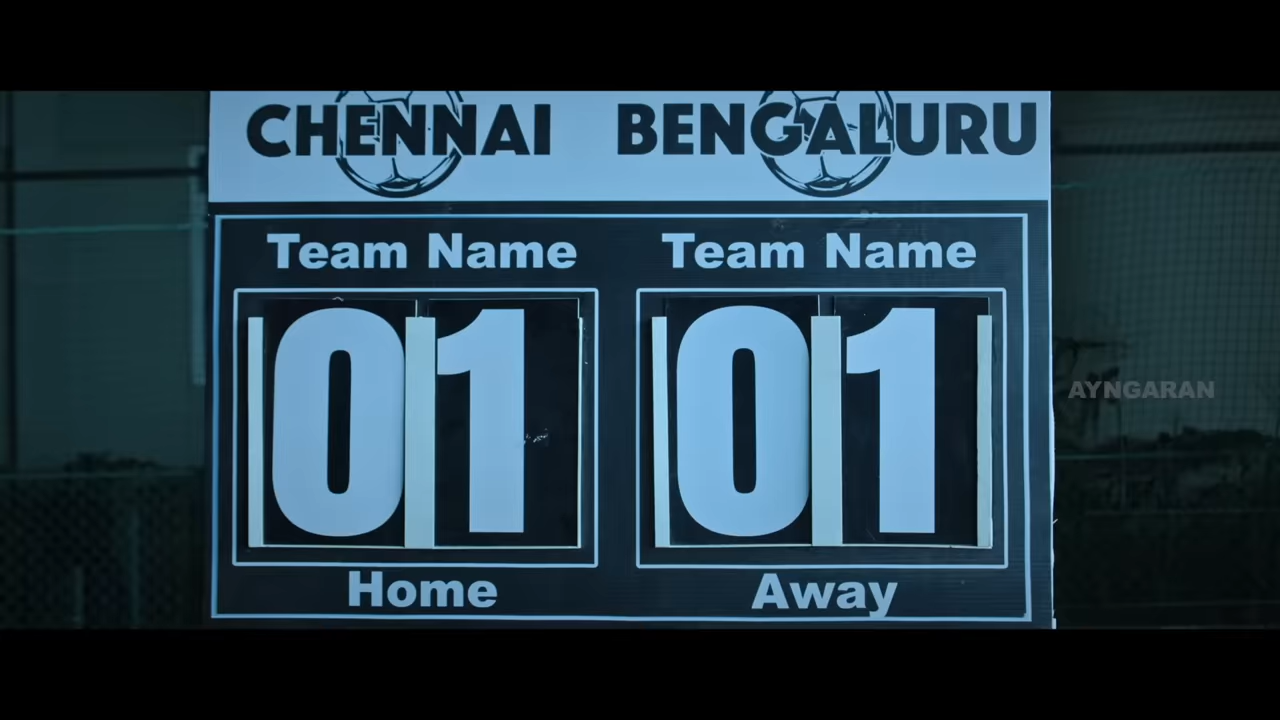 CHENNAI BENGALURU
Team Name Team Name
01 01
Home Away
AYNGARAN